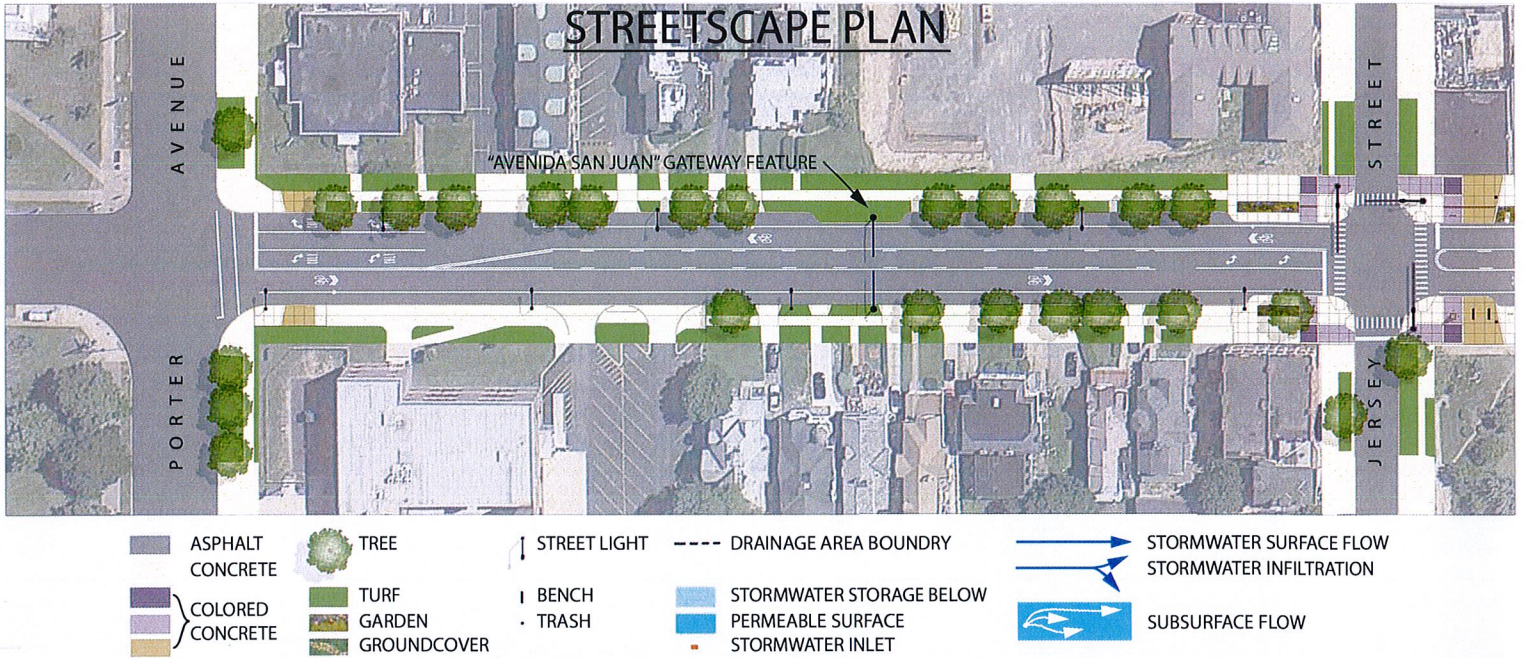 STREETSCAPE PLAN
AVENUE
PORTER
"AVENIDA SAN JUAN" GATEWAY FEATURE
STREET
JERSEY
ASPHALT
CONCRETE
COLORED
CONCRETE
TREE
TURF
GARDEN
GROUNDCOVER
STREET LIGHT
BENCH
TRASH
DRAINAGE AREA BOUNDRY
STORMWATER STORAGE BELOW
PERMEABLE SURFACE
STORMWATER INLET
STORMWATER SURFACE FLOW
STORMWATER INFILTRATION
SUBSURFACE FLOW